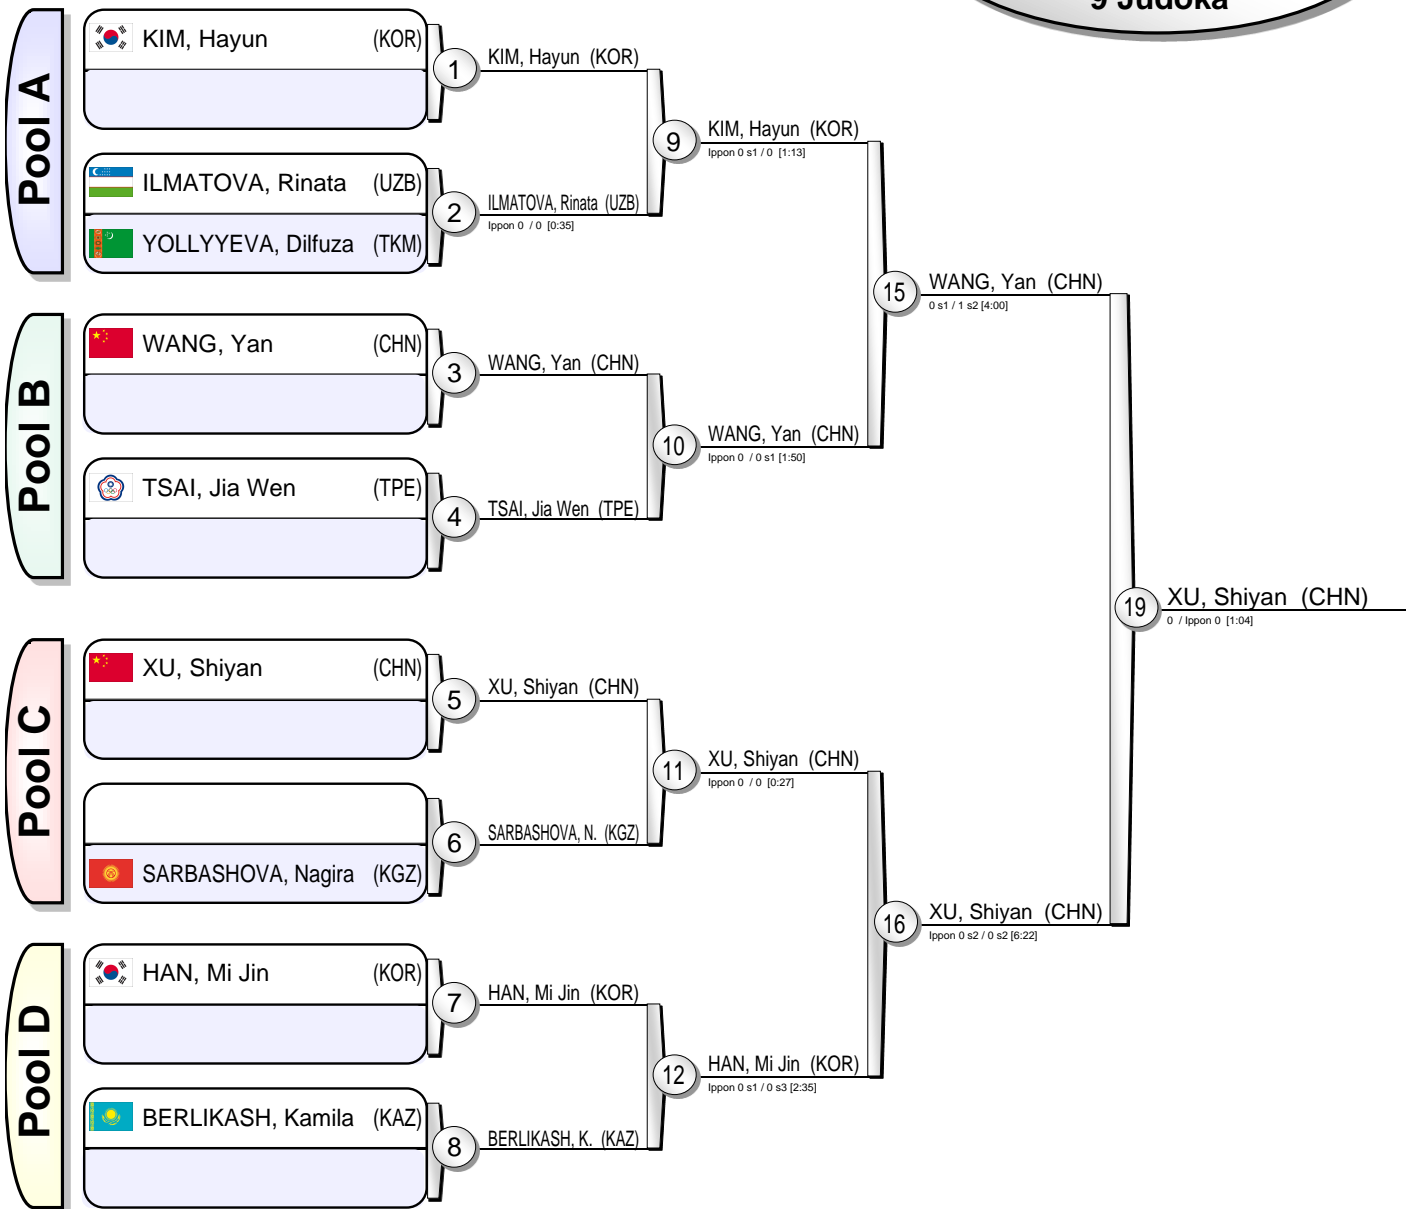 9 Judoka
Pool A
KIM, Hayun (KOR)
1
KIM, Hayun (KOR)
ILMATOVA, Rinata (UZB)
YOLLYYEVA, Dilfuza (TKM)
2
ILMATOVA, Rinata (UZB)
Ippon 0 / 0 [0:35]
9
KIM, Hayun (KOR)
Ippon 0 s1 / 0 [1:13]
Pool B
WANG, Yan (CHN)
3
WANG, Yan (CHN)
TSAI, Jia Wen (TPE)
4
TSAI, Jia Wen (TPE)
10
WANG, Yan (CHN)
Ippon 0 / 0 s1 [1:50]
15
WANG, Yan (CHN)
0 s1 / 1 s2 [4:00]
Pool C
XU, Shiyan (CHN)
5
XU, Shiyan (CHN)
SARBASHOVA, Nagira (KGZ)
6
SARBASHOVA, N. (KGZ)
11
XU, Shiyan (CHN)
Ippon 0 / 0 [0:27]
Pool D
HAN, Mi Jin (KOR)
7
HAN, Mi Jin (KOR)
BERLIKASH, Kamila (KAZ)
8
BERLIKASH, K. (KAZ)
12
HAN, Mi Jin (KOR)
Ippon 0 s1 / 0 s3 [2:35]
16
XU, Shiyan (CHN)
Ippon 0 s2 / 0 s2 [6:22]
19
XU, Shiyan (CHN)
0 / Ippon 0 [1:04]